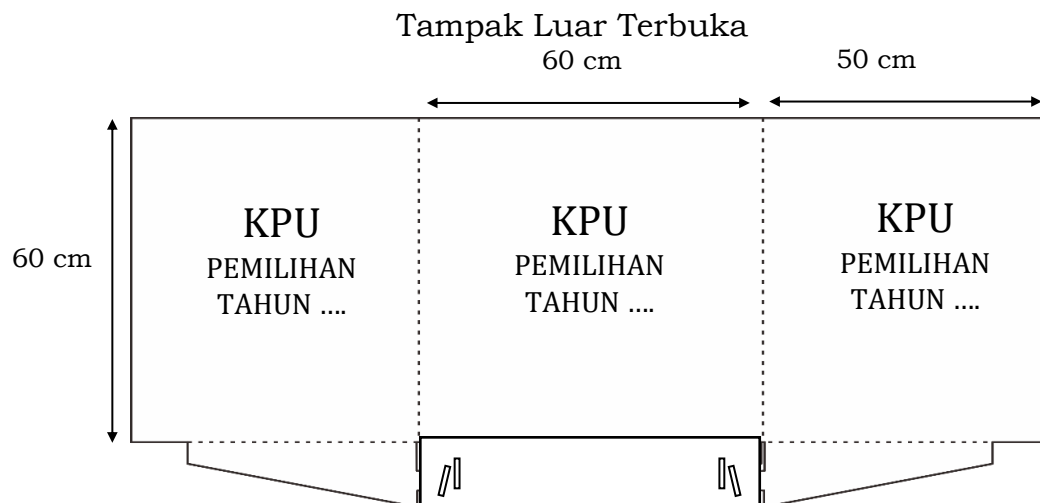 Tampak Luar Terbuka
60 cm
50 cm
KPU
PEMILIHAN
TAHUN ....
KPU
PEMILIHAN
TAHUN ....
KPU
PEMILIHAN
TAHUN ....
60 cm